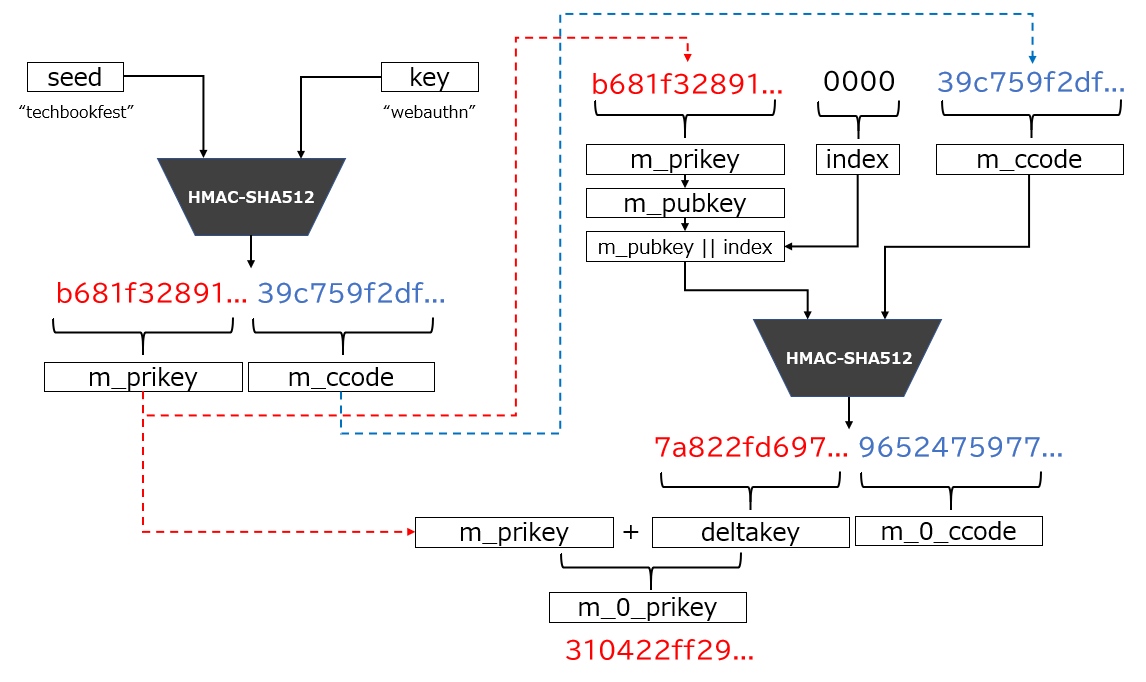 seed
key
“techbookfest”
“webauthn”
HMAC-SHA512
b681f32891... 39c759f2df...
m_prikey
m_ccode
b681f32891...
0000
39c759f2df...
m_prikey
index
m_ccode
m_pubkey
m_pubkey || index
HMAC-SHA512
7a822fd697... 9652475977...
m_prikey + deltakey
m_0_ccode
m_0_prikey
310422ff29...